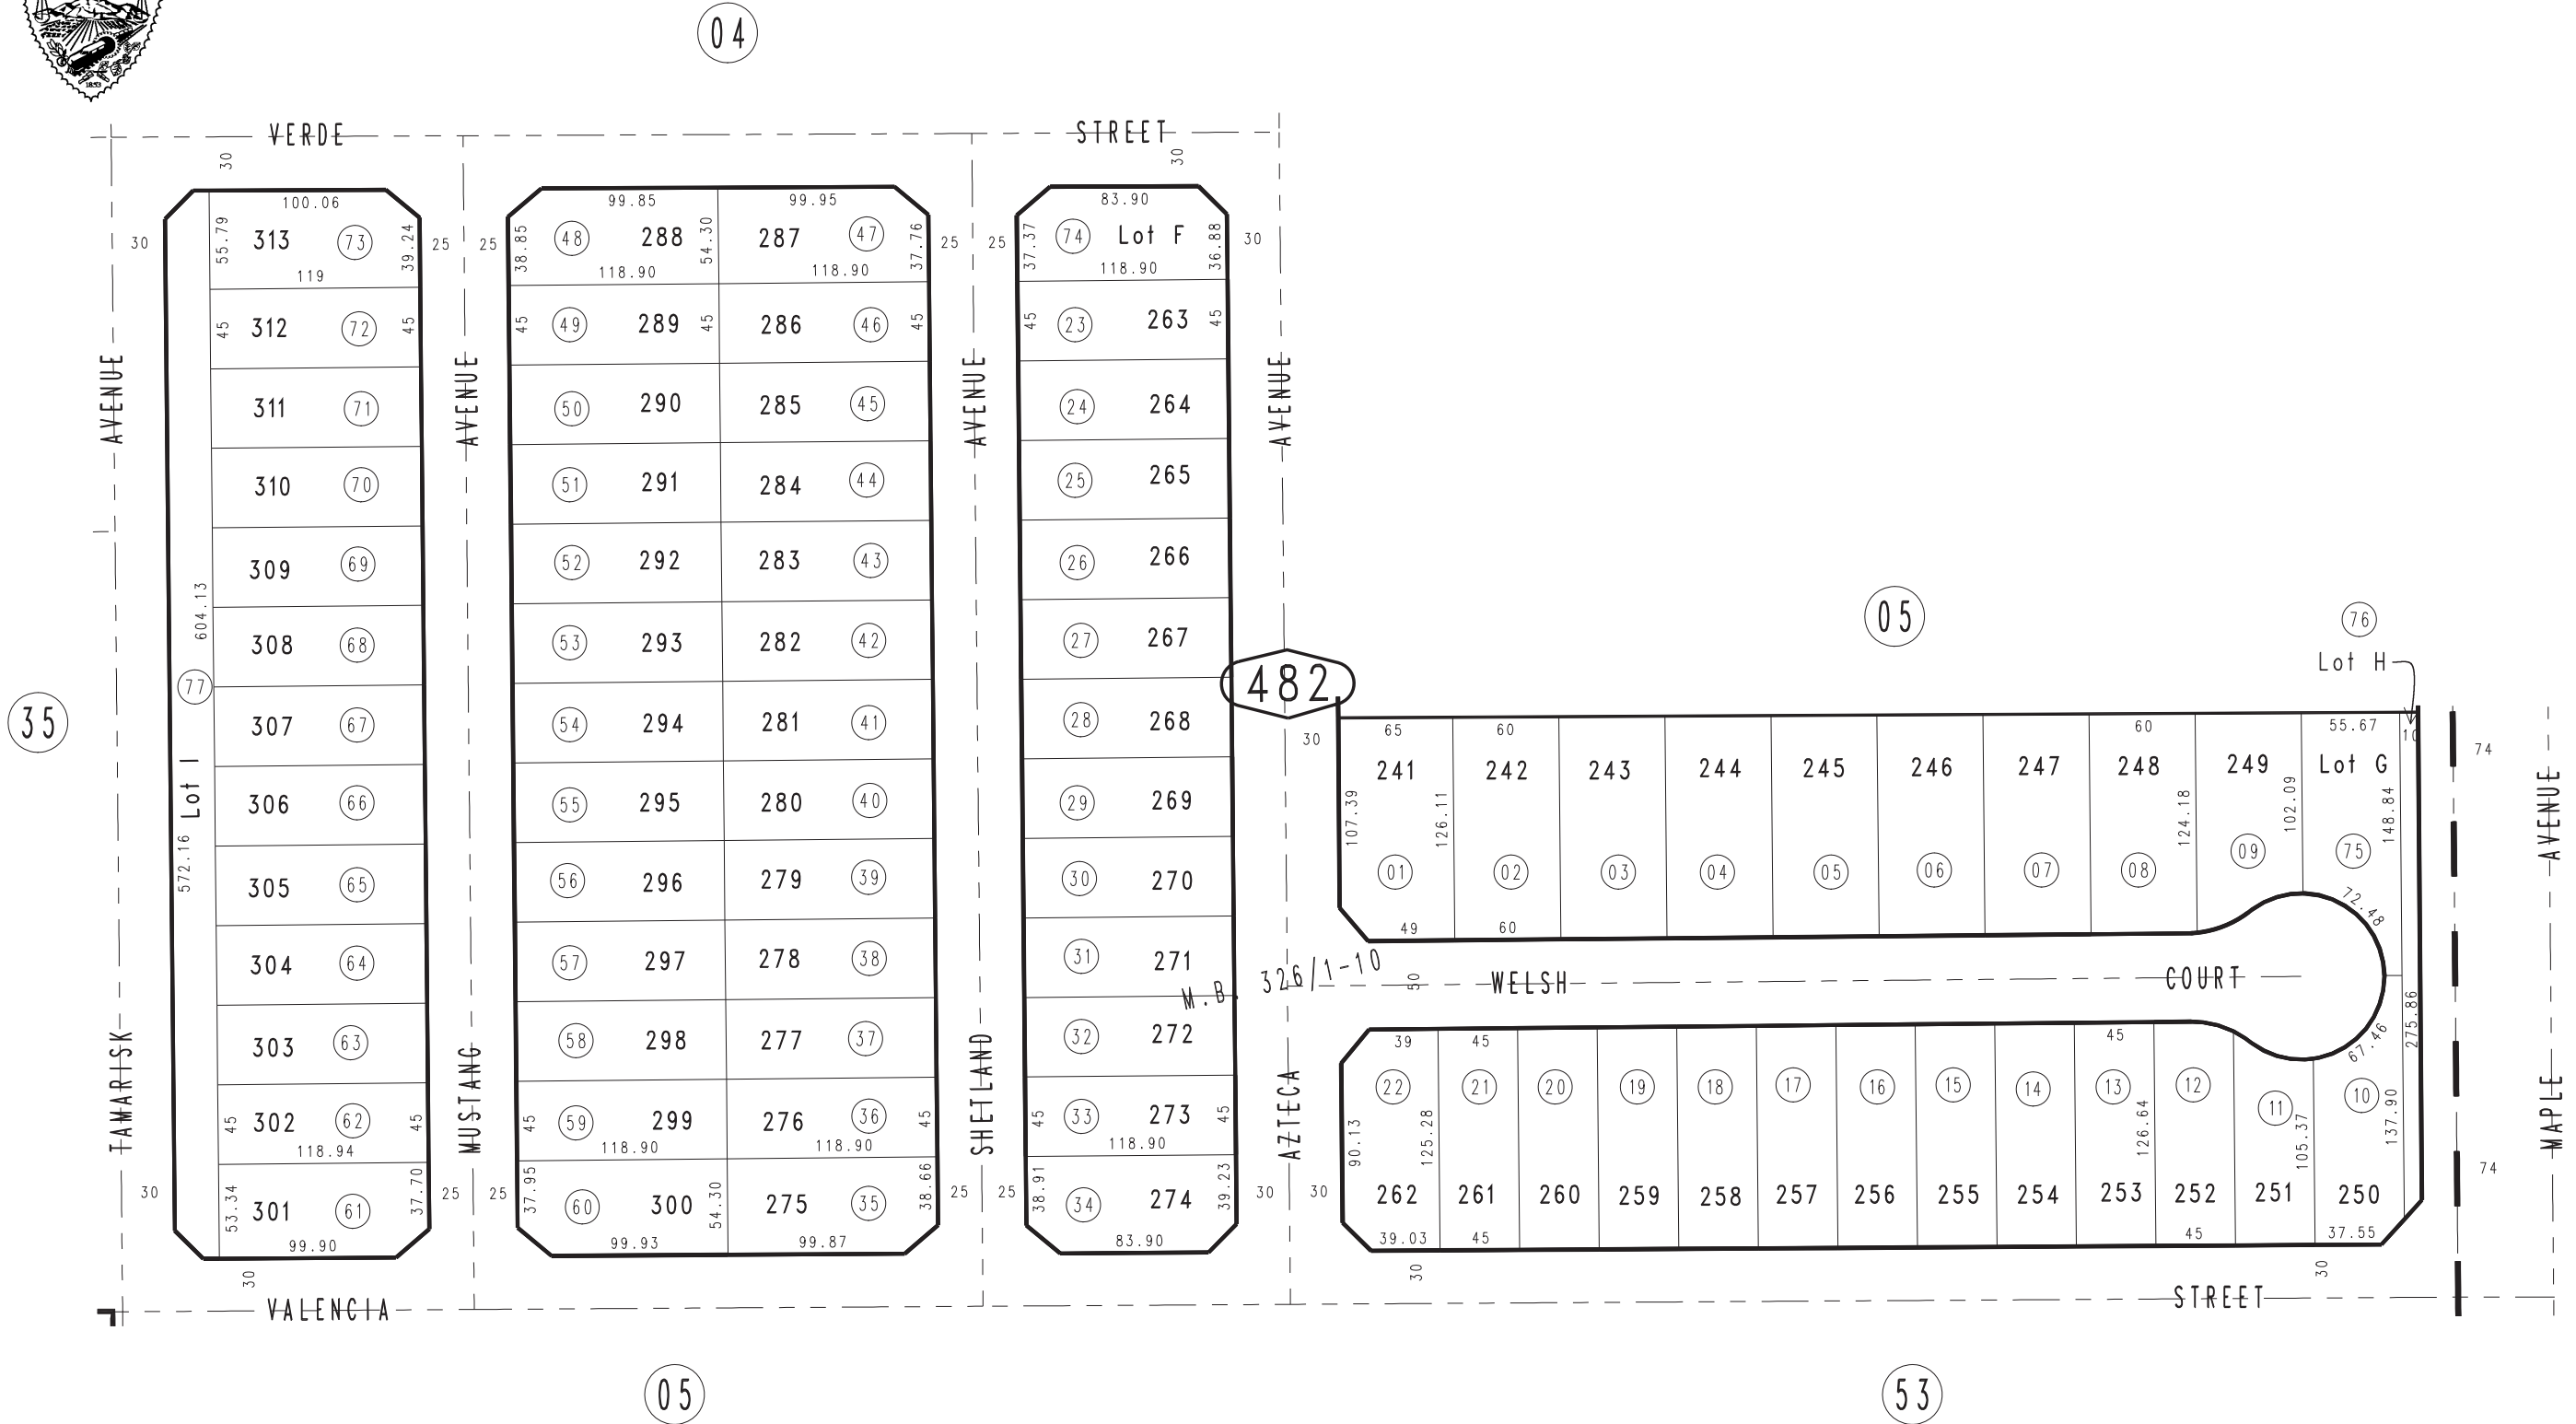 1853
04
VERDE STREET
30 30
30 25 25 25 25 30
100.06
55.79 313 73 39.24
119
45 312 72 45
311 71
310 70
309 69
308 68
307 67
306 66
305 65
304 64
303 63
45 302 62 45
118.94
53.34 301 61 37.70
99.90
604.13
77
Lot I
572.16
99.85 99.95
38.85 48 288 54.30 287 47 37.76
118.90 118.90
45 49 289 45 286 46 45
50 290 285 45
51 291 284 44
52 292 283 43
53 293 282 42
54 294 281 41
55 295 280 40
56 296 279 39
57 297 278 38
58 298 277 37
45 59 299 276 36 45
118.90 118.90
37.95 60 300 54.30 275 35 38.66
99.93 99.87
83.90
37.37 74 Lot F 36.88
118.90
45 23 263 45
24 264
25 265
26 266
27 267
28 268
29 269
30 270
31 271
32 272
45 33 273 45
118.90
38.91 34 274 39.23
83.90
TAMARISK AVENUE
MUSTANG AVENUE
SHETLAND AVENUE
AZTECA AVENUE
MAPLE AVENUE
482
35
05
76
Lot H
30 65 60 60 55.67 10 74
241 242 243 244 245 246 247 248 249 Lot G
107.39 126.11 124.18 102.09 148.84
01 02 03 04 05 06 07 08 09 75
49 60 72.48
M.B. 326/1-10
50 WELSH COURT
275.86
39 45 45 67.46
22 21 20 19 18 17 16 15 14 13 12 11 10
90.13 125.28 126.64 105.37 137.90
262 261 260 259 258 257 256 255 254 253 252 251 250
39.03 45 45 37.55
30 25 25 25 25 30 30 74
30 30 30
VALENCIA STREET
05 53